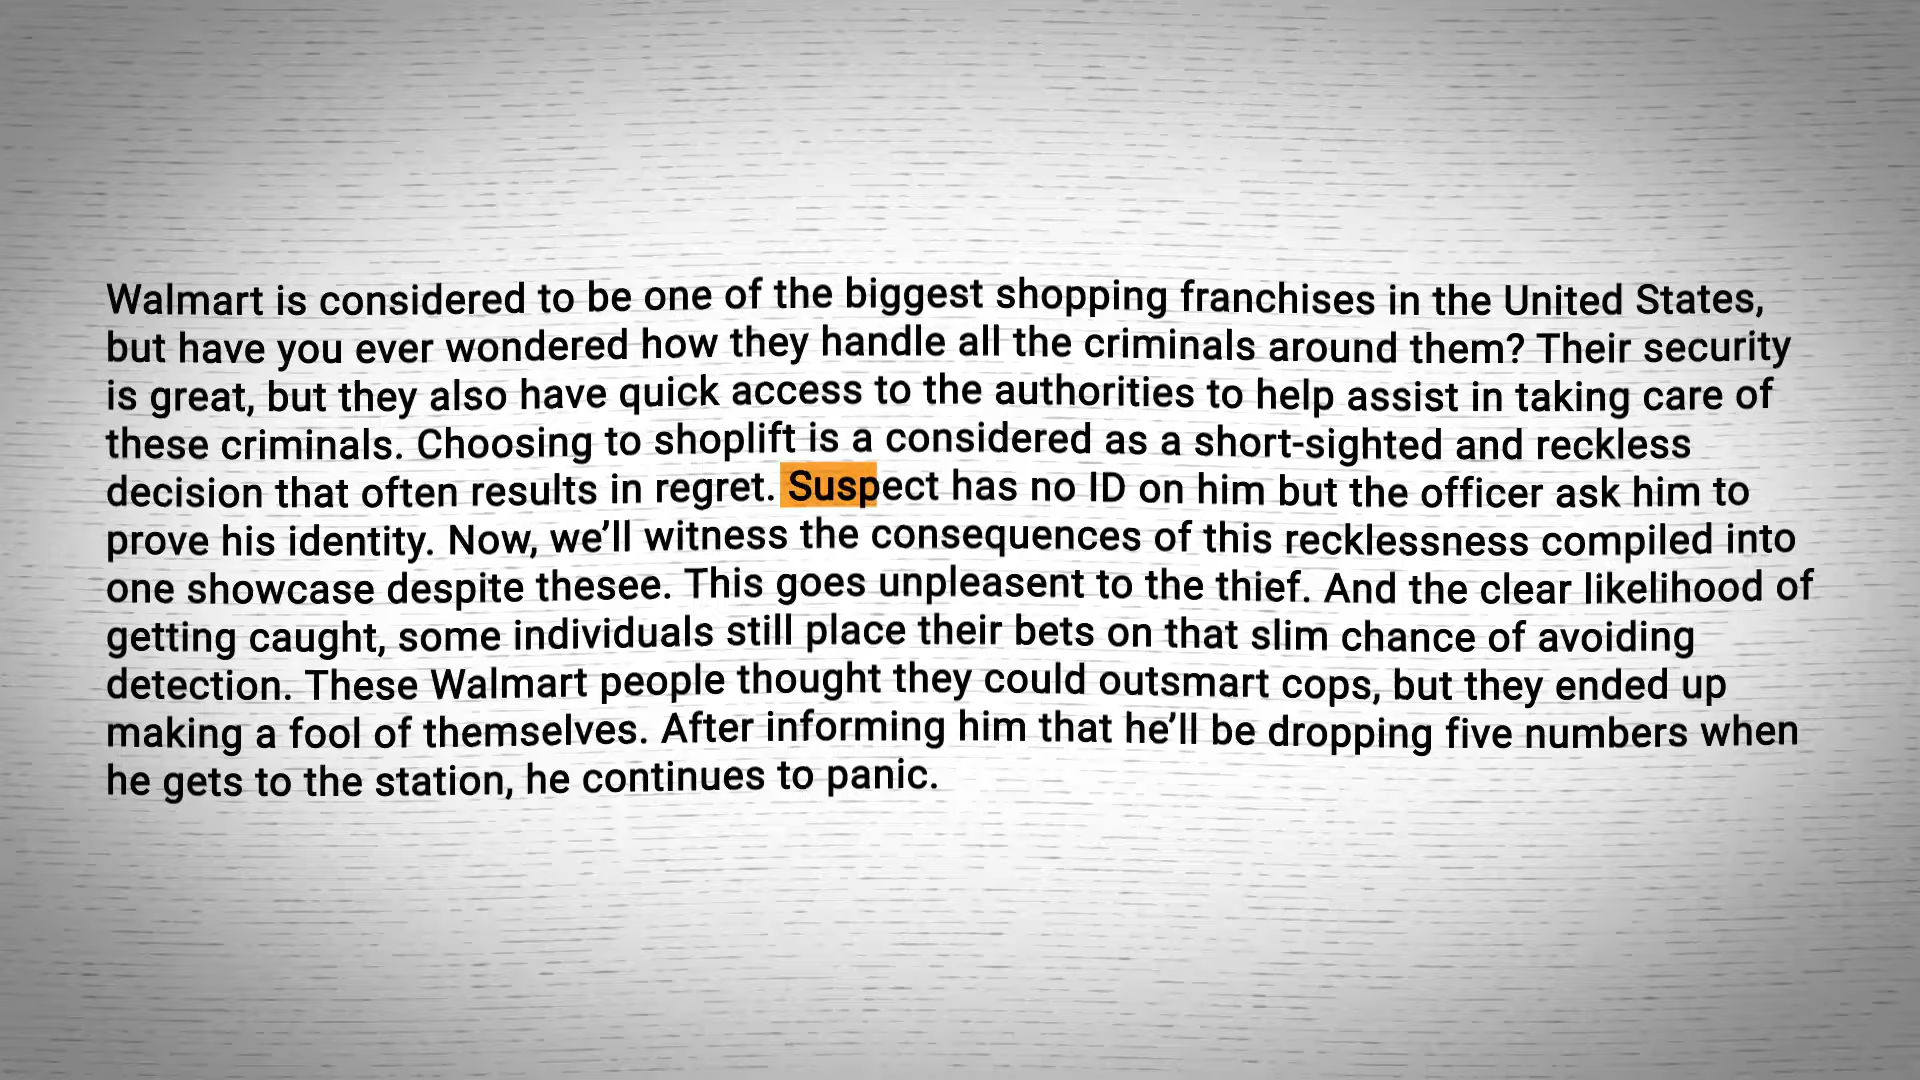 Walmart is considered to be one of the biggest shopping franchises in the United States,
but have you ever wondered how they handle all the criminals around them? Their security
is great, but they also have quick access to the authorities to help assist in taking care of
these criminals. Choosing to shoplift is a considered as a short-sighted and reckless
decision that often results in regret. Suspect has no ID on him but the officer ask him to
prove his identity. Now, we’ll witness the consequences of this recklessness compiled into
one showcase despite thesee. This goes unpleasent to the thief. And the clear likelihood of
getting caught, some individuals still place their bets on that slim chance of avoiding
detection. These Walmart people thought they could outsmart cops, but they ended up
making a fool of themselves. After informing him that he’ll be dropping five numbers when
he gets to the station, he continues to panic.